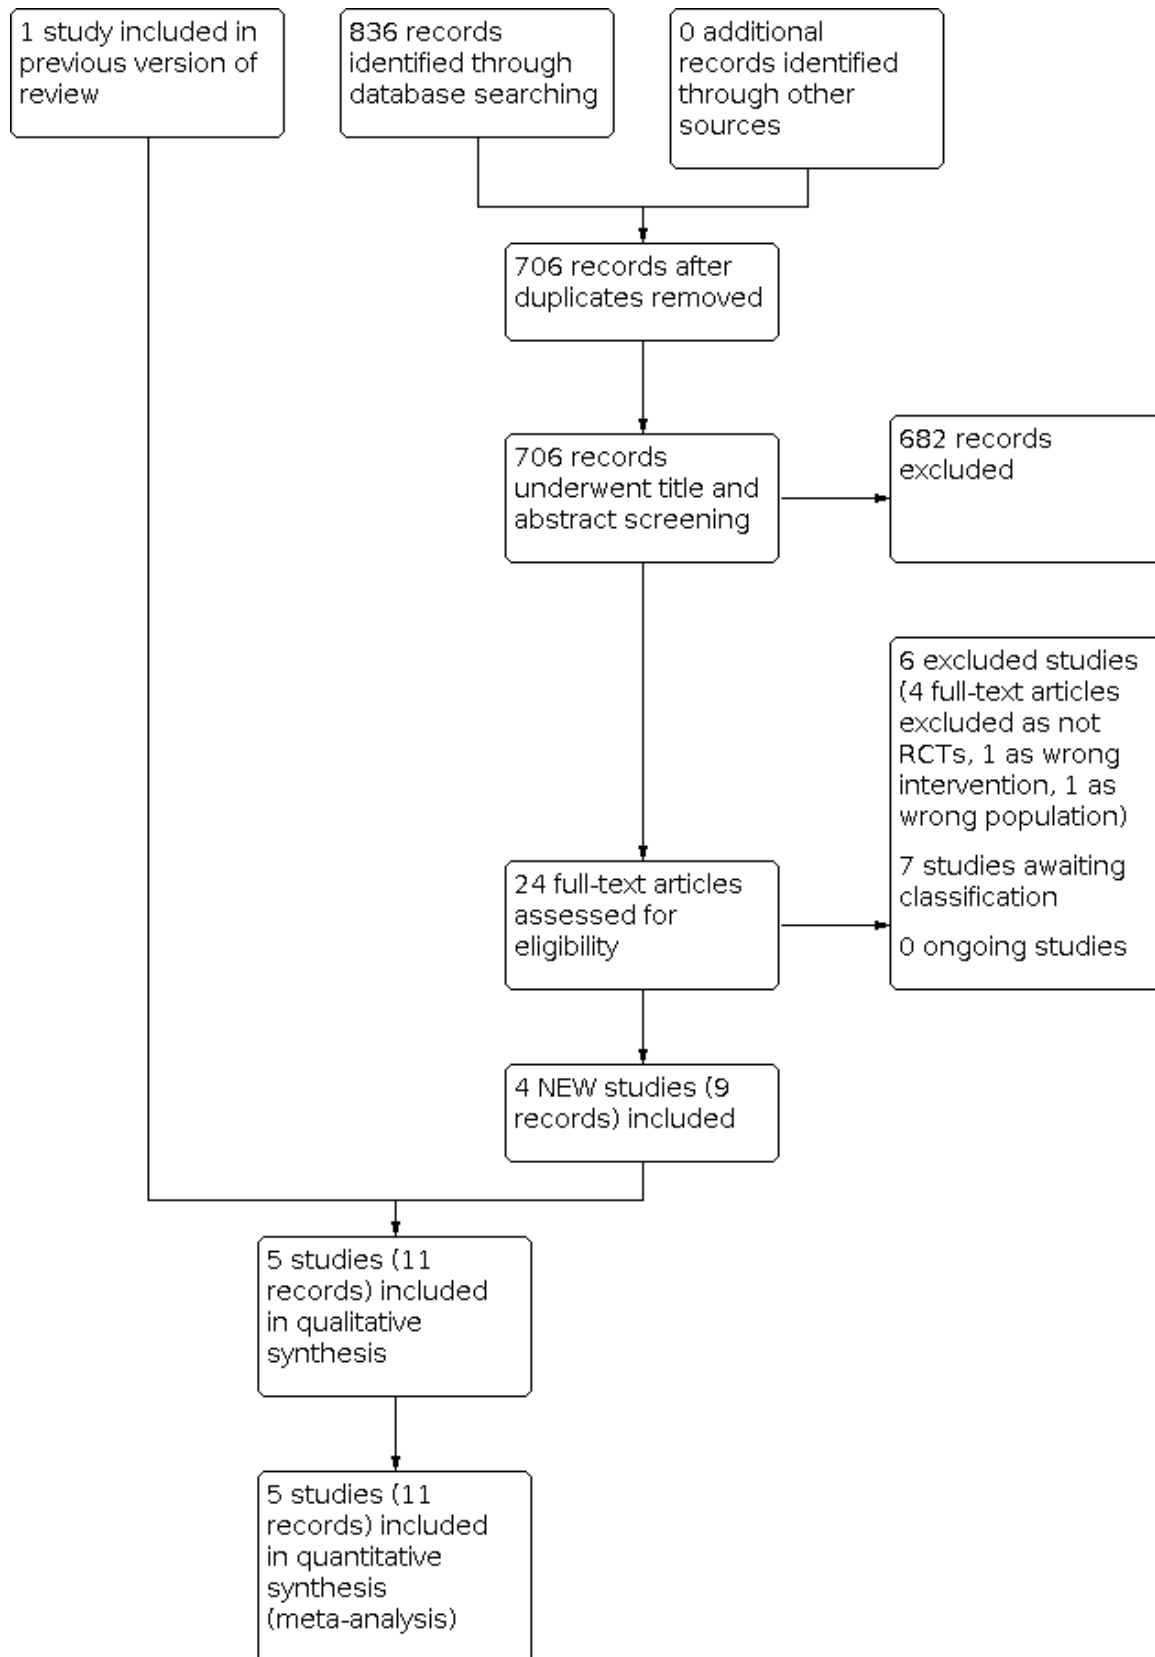 1 study included in
previous version of
review
836 records
identified through
database searching
0 additional
records identified
through other
sources
706 records after
duplicates removed
706 records
underwent title and
abstract screening
682 records
excluded
6 excluded studies
(4 full-text articles
excluded as not
RCTs, 1 as wrong
intervention, 1 as
wrong population)
7 studies awaiting
classification
0 ongoing studies
24 full-text articles
assessed for
eligibility
4 NEW studies (9
records) included
5 studies (11
records) included
in qualitative
synthesis
5 studies (11
records) included
in quantitative
synthesis
(meta-analysis)